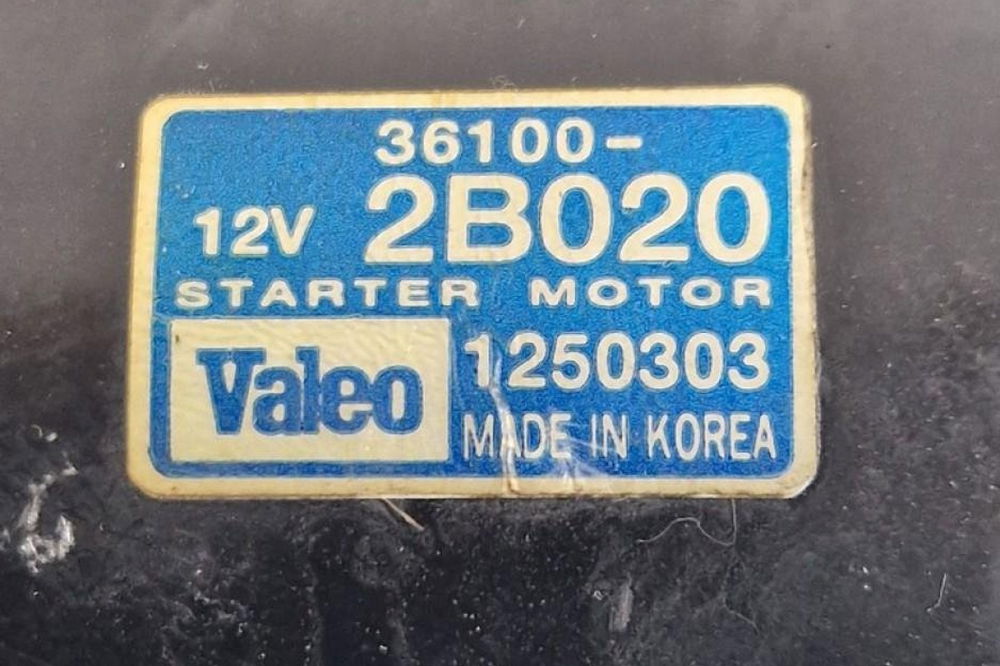 36100-
12V 2B020
STARTER MOTOR
Valeo 1250303
MADE IN KOREA